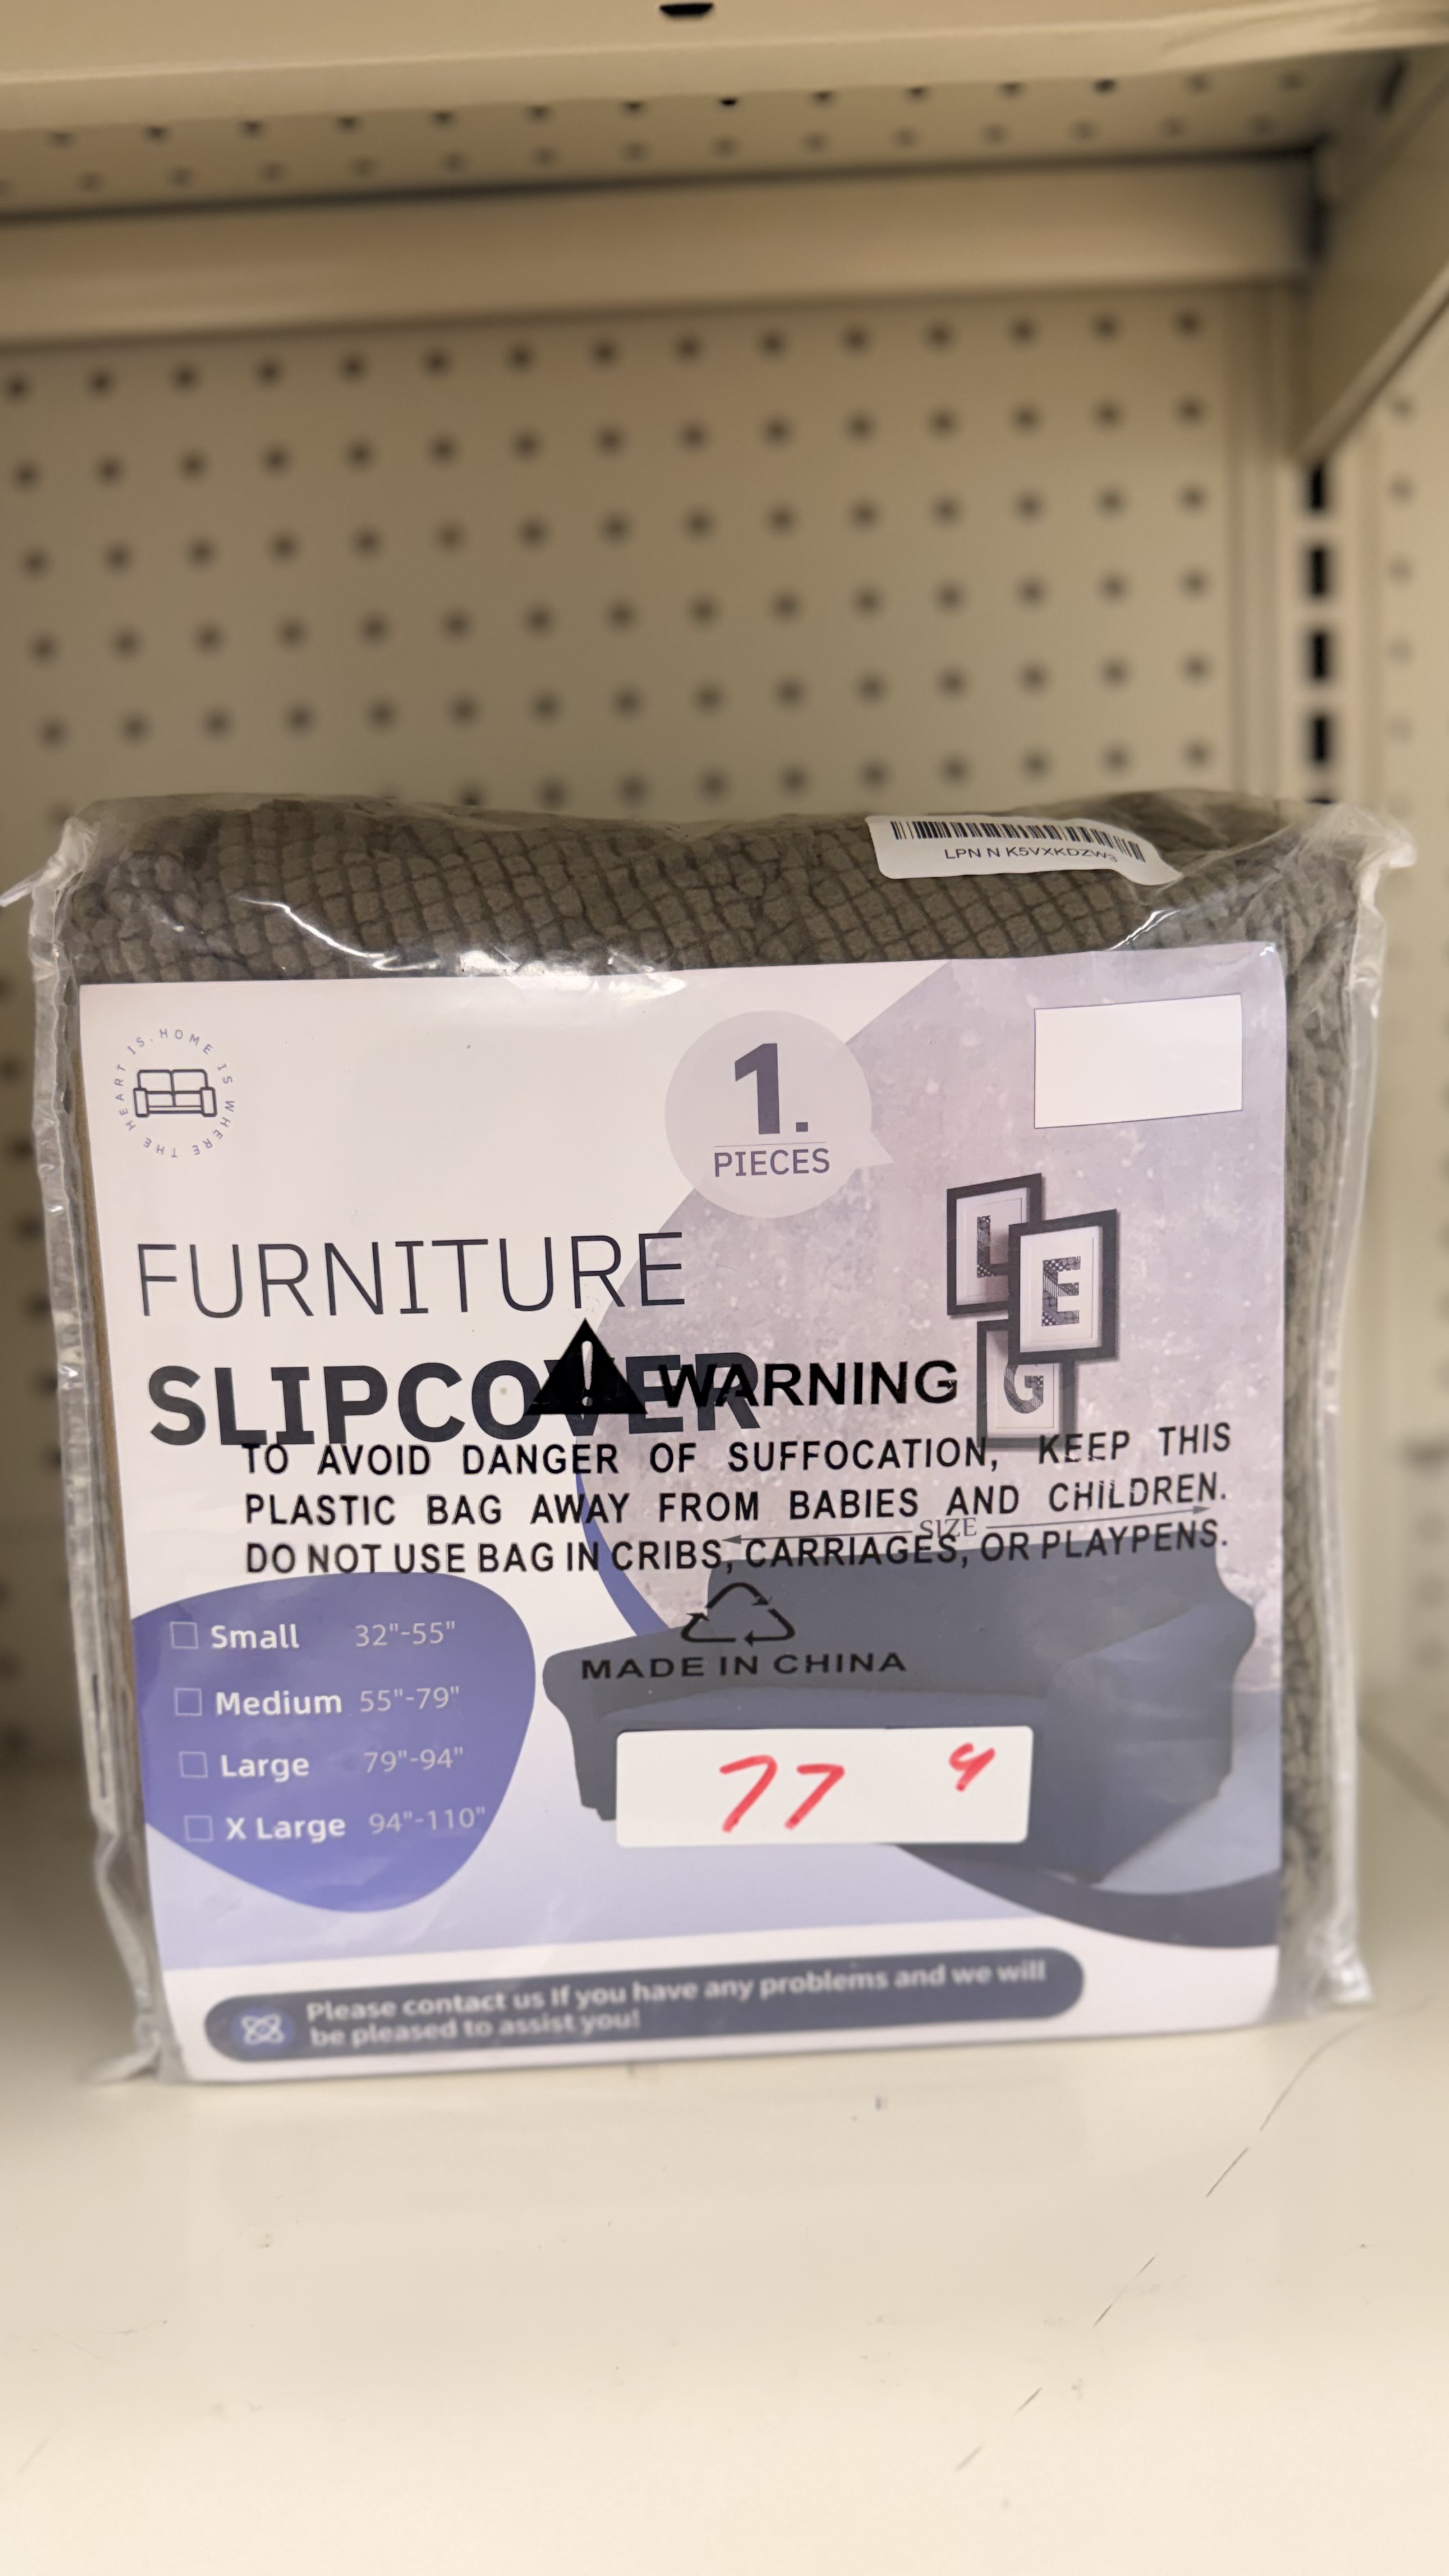 LPN N K5VXKDZW3
HOME IS WHERE THE HEART IS.
1.
PIECES
L
E
G
FURNITURE
SLIPCOVER
WARNING
TO AVOID DANGER OF SUFFOCATION, KEEP THIS
PLASTIC BAG AWAY FROM BABIES AND CHILDREN.
SIZE
DO NOT USE BAG IN CRIBS, CARRIAGES, OR PLAYPENS.
MADE IN CHINA
Small 32"-55"
Medium 55"-79"
Large 79"-94"
X Large 94"-110"
77 4
Please contact us If you have any problems and we will
be pleased to assist you!